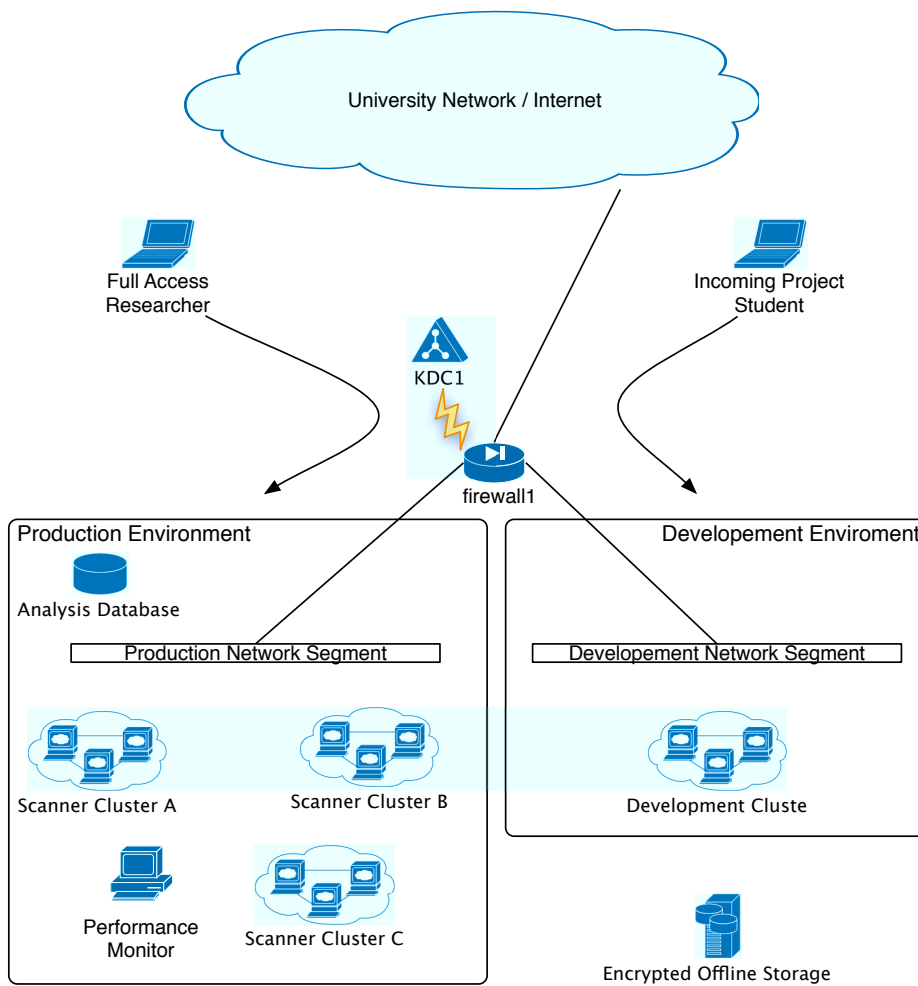 University Network / Internet
Full Access
Researcher
Incoming Project
Student
KDC1
firewall1
Production Environment
Developement Enviroment
Analysis Database
Production Network Segment
Developement Network Segment
Scanner Cluster A
Scanner Cluster B
Development Cluste
Performance
Monitor
Scanner Cluster C
Encrypted Offline Storage